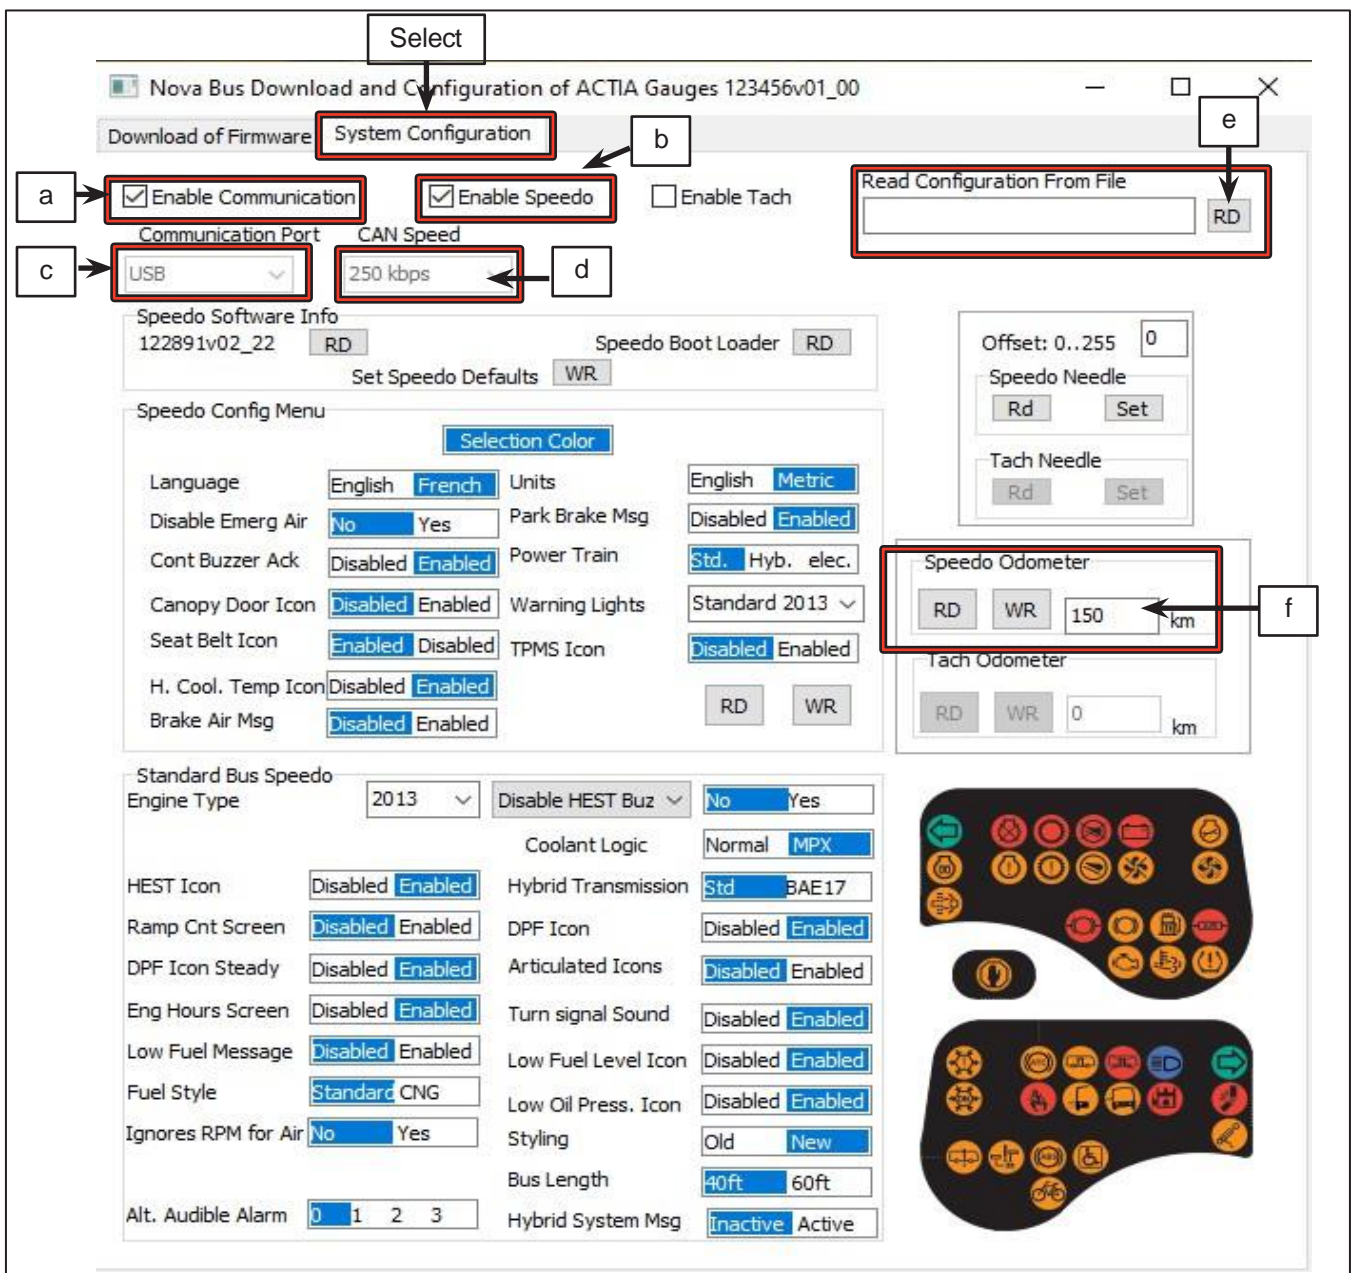 Select
Nova Bus Download and Configuration of ACTIA Gauges 123456v01_00
Download of Firmware System Configuration
b
e
a
Enable Communication Enable Speedo Enable Tach
Read Configuration From File
RD
Communication Port CAN Speed
c
USB 250 kbps
d
Speedo Software Info
122891v02_22 RD Speedo Boot Loader RD
Set Speedo Defaults WR
Offset: 0..255 0
Speedo Needle
Rd Set
Tach Needle
Rd Set
Speedo Config Menu
Selection Color
Language English French Units English Metric
Disable Emerg Air No Yes Park Brake Msg Disabled Enabled
Cont Buzzer Ack Disabled Enabled Power Train Std. Hyb. elec.
Canopy Door Icon Disabled Enabled Warning Lights Standard 2013
Seat Belt Icon Enabled Disabled TPMS Icon Disabled Enabled
H. Cool. Temp Icon Disabled Enabled
Brake Air Msg Disabled Enabled
RD WR
Speedo Odometer
RD WR 150 km
f
Tach Odometer
RD WR 0 km
Standard Bus Speedo
Engine Type 2013 Disable HEST Buz No Yes
Coolant Logic Normal MPX
HEST Icon Disabled Enabled Hybrid Transmission Std BAE17
Ramp Cnt Screen Disabled Enabled DPF Icon Disabled Enabled
DPF Icon Steady Disabled Enabled Articulated Icons Disabled Enabled
Eng Hours Screen Disabled Enabled Turn signal Sound Disabled Enabled
Low Fuel Message Disabled Enabled Low Fuel Level Icon Disabled Enabled
Fuel Style Standard CNG Low Oil Press. Icon Disabled Enabled
Ignores RPM for Air No Yes Styling Old New
Bus Length 40ft 60ft
Alt. Audible Alarm 0 1 2 3 Hybrid System Msg Inactive Active